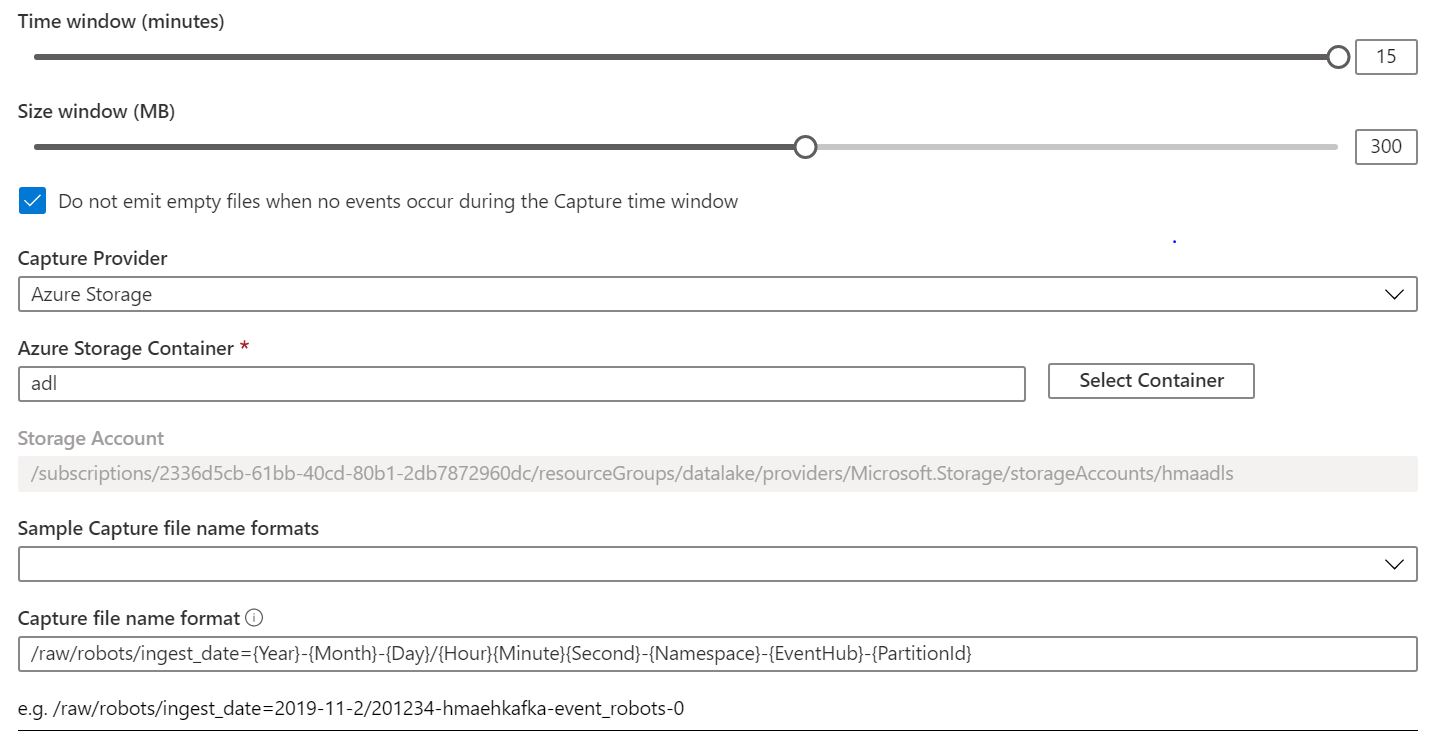 Time window (minutes)
15
Size window (MB)
300
Do not emit empty files when no events occur during the Capture time window
Capture Provider
Azure Storage
Azure Storage Container *
adl
Select Container
Storage Account
/subscriptions/2336d5cb-61bb-40cd-80b1-2db7872960dc/resourceGroups/datalake/providers/Microsoft.Storage/storageAccounts/hmaadls
Sample Capture file name formats
Capture file name format
/raw/robots/ingest_date={Year}-{Month}-{Day}/{Hour}{Minute}{Second}-{Namespace}-{EventHub}-{PartitionId}
e.g. /raw/robots/ingest_date=2019-11-2/201234-hmaehkafka-event_robots-0